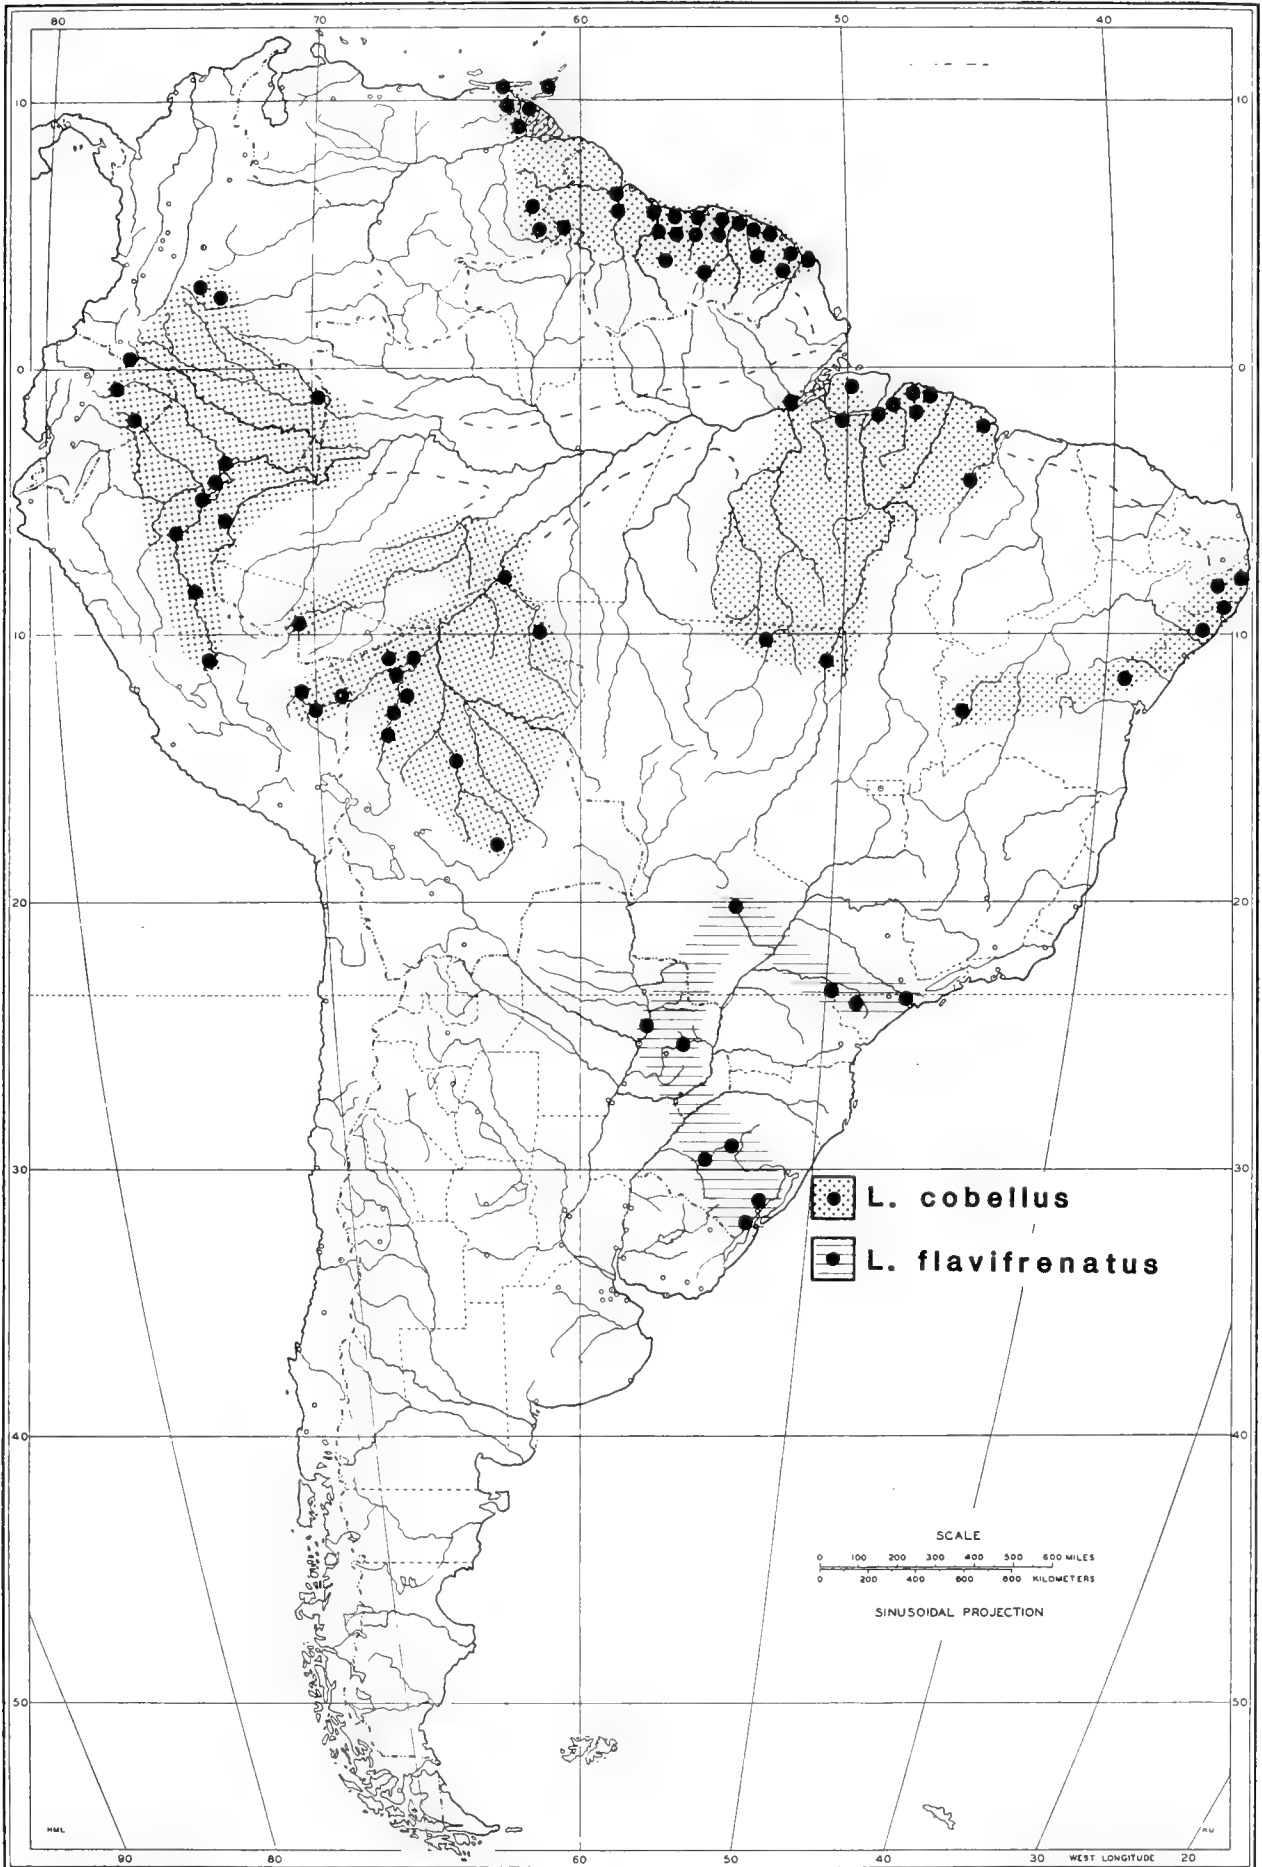 80 70 60 50 40
10 10
0 0
10 10
20 20
30 30
L. cobellus
L. flavifrenatus
40 40
SCALE
0 100 200 300 400 500 600 MILES
0 200 400 600 800 KILOMETERS
SINUSOIDAL PROJECTION
50 50
HML
90 80 70 60 50 40 30 WEST LONGITUDE 20